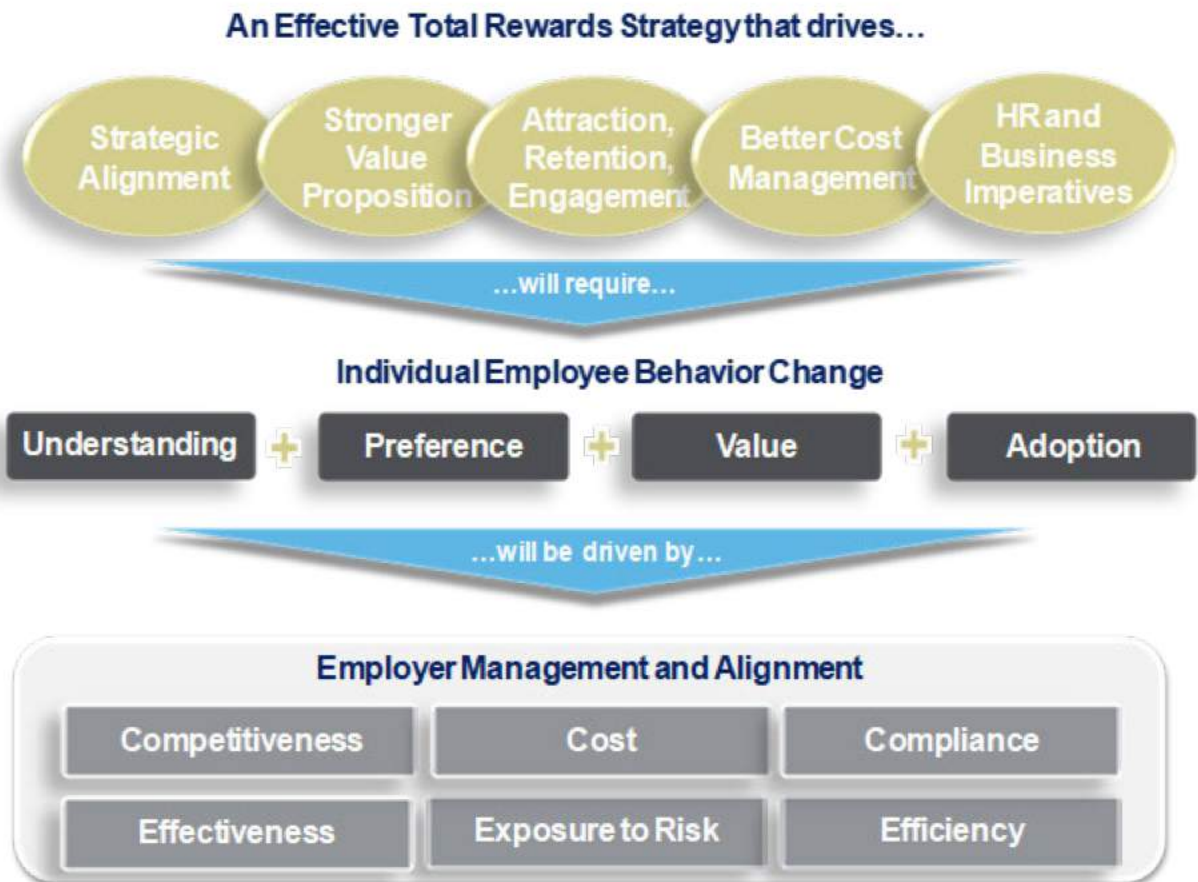 An Effective Total Rewards Strategy that drives...
Strategic
Alignment
Stronger
Value
Proposition
Attraction,
Retention,
Engagement
Better Cost
Management
HR and
Business
Imperatives
...will require...
Individual Employee Behavior Change
Understanding + Preference + Value + Adoption
...will be driven by...
Employer Management and Alignment
Competitiveness
Cost
Compliance
Effectiveness
Exposure to Risk
Efficiency